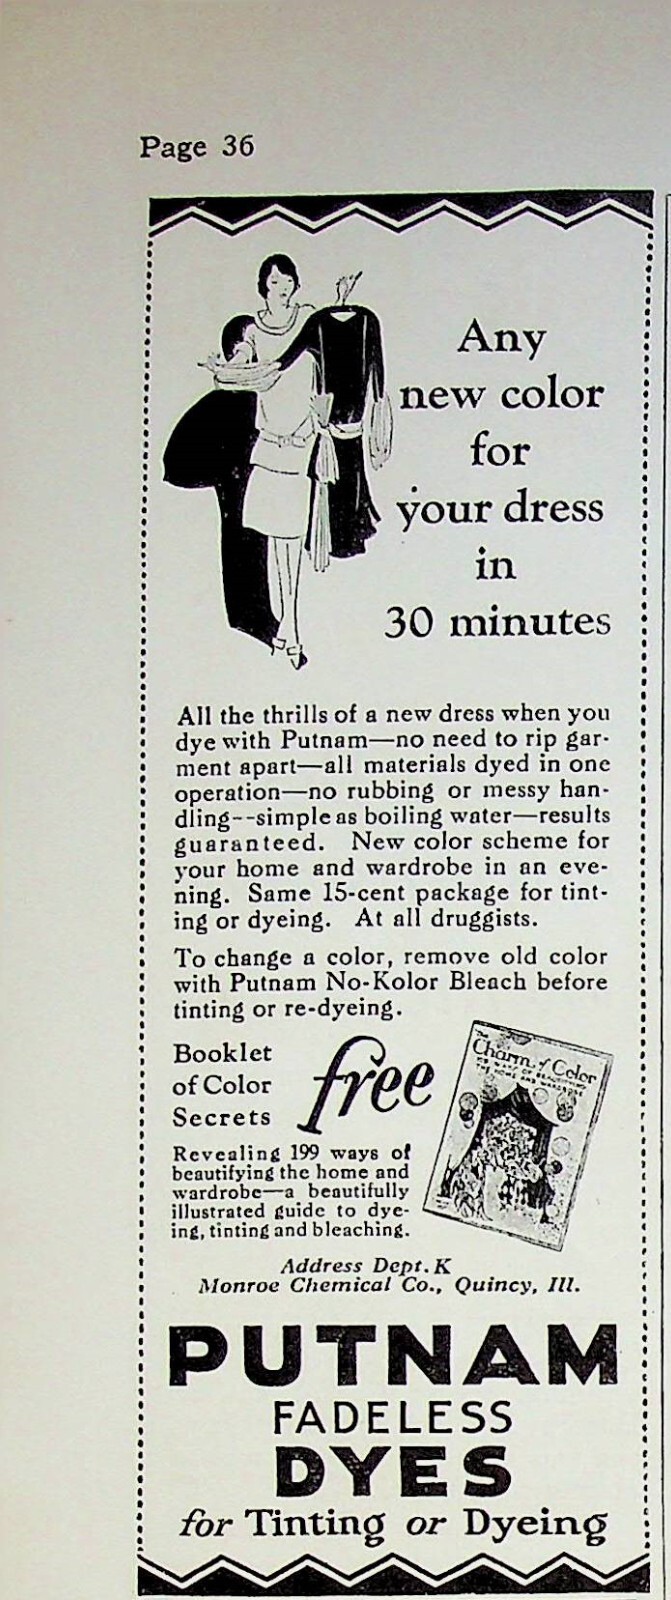 Page 36
Any
new color
for
your dress
in
30 minutes
All the thrills of a new dress when you
dye with Putnam—no need to rip gar-
ment apart—all materials dyed in one
operation—no rubbing or messy han-
dling--simple as boiling water—results
guaranteed. New color scheme for
your home and wardrobe in an eve-
ning. Same 15-cent package for tint-
ing or dyeing. At all druggists.
To change a color, remove old color
with Putnam No-Kolor Bleach before
tinting or re-dyeing.
Booklet
of Color
Secrets
free
The
Charm of Color
OF BEAUTIFYING
THE HOME AND WARDROBE
Revealing 199 ways of
beautifying the home and
wardrobe—a beautifully
illustrated guide to dye-
ing, tinting and bleaching.
Address Dept. K
Monroe Chemical Co., Quincy, Ill.
PUTNAM
FADELESS
DYES
for Tinting or Dyeing